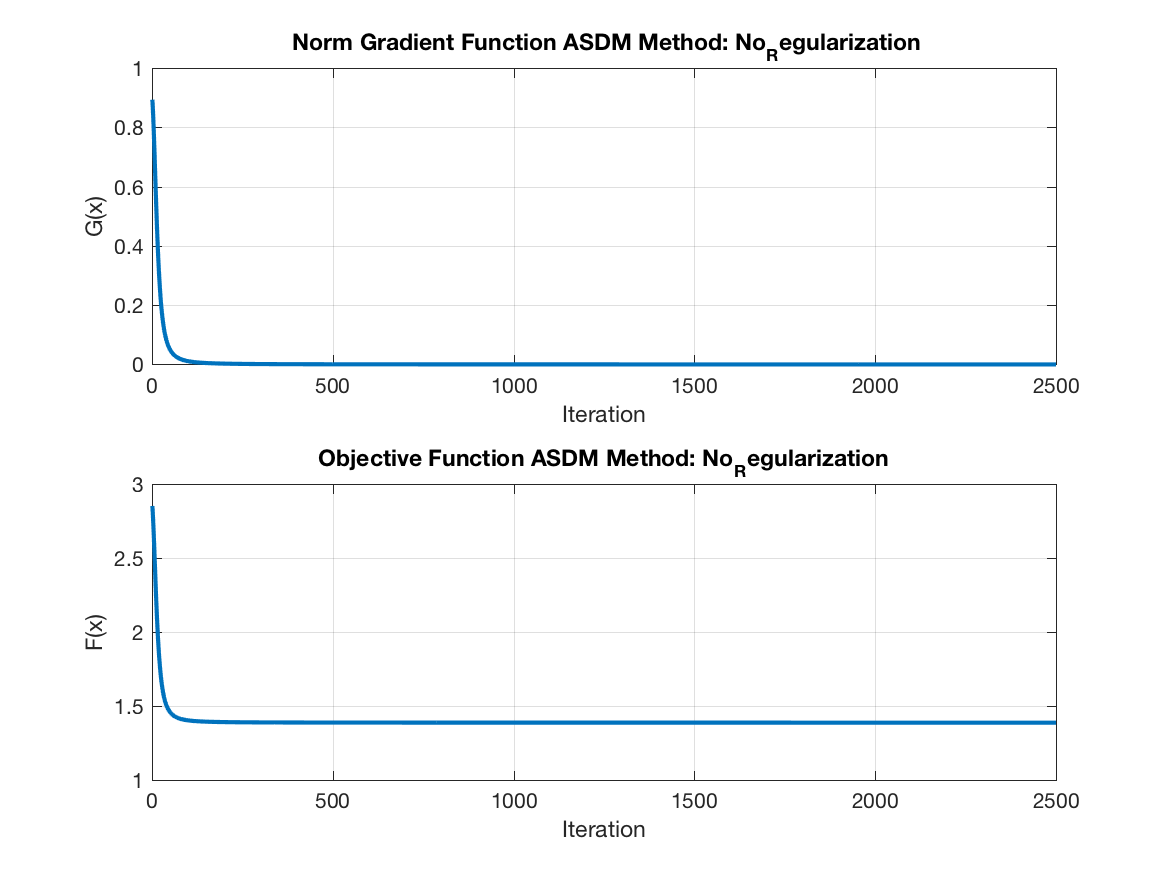 Norm Gradient Function ASDM Method: No_Regularization
1
0.8
0.6
0.4
0.2
0
G(x)
0 500 1000 1500 2000 2500
Iteration
Objective Function ASDM Method: No_Regularization
3
2.5
2
1.5
1
F(x)
0 500 1000 1500 2000 2500
Iteration